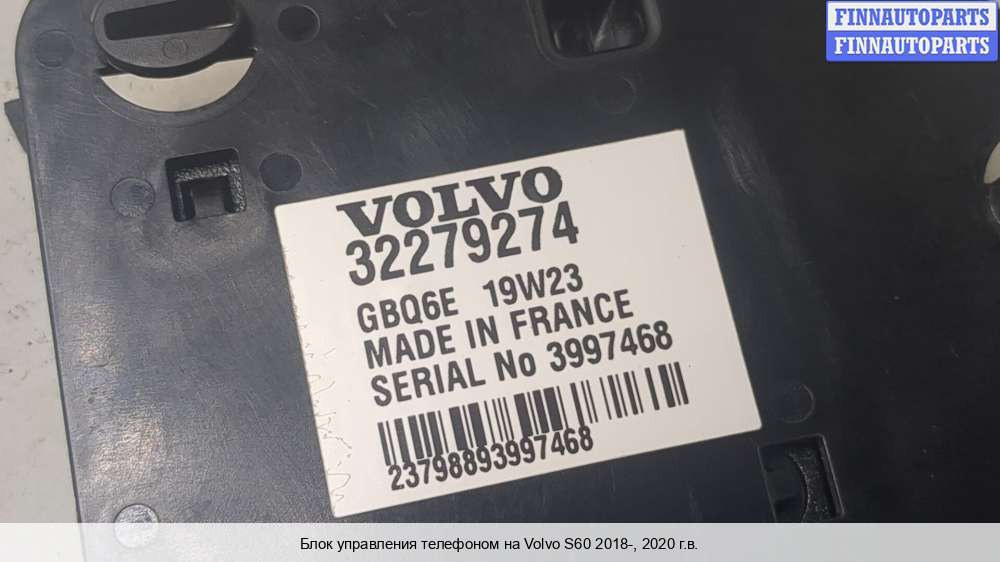 FINNAUTOPARTS
FINNAUTOPARTS
VOLVO
32279274
GBQ6E 19W23
MADE IN FRANCE
SERIAL No 3997468
23798893997468
Блок управления телефоном на Volvo S60 2018-, 2020 г.в.